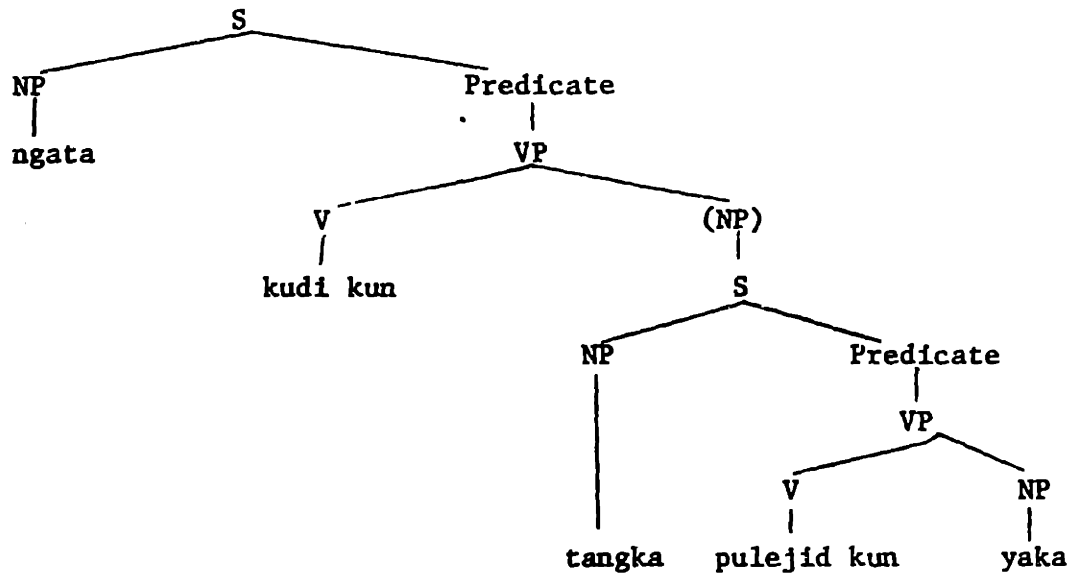 S
NP Predicate
ngata VP
V (NP)
kudi kun S
NP Predicate
VP
V NP
tangka pulejid kun yaka